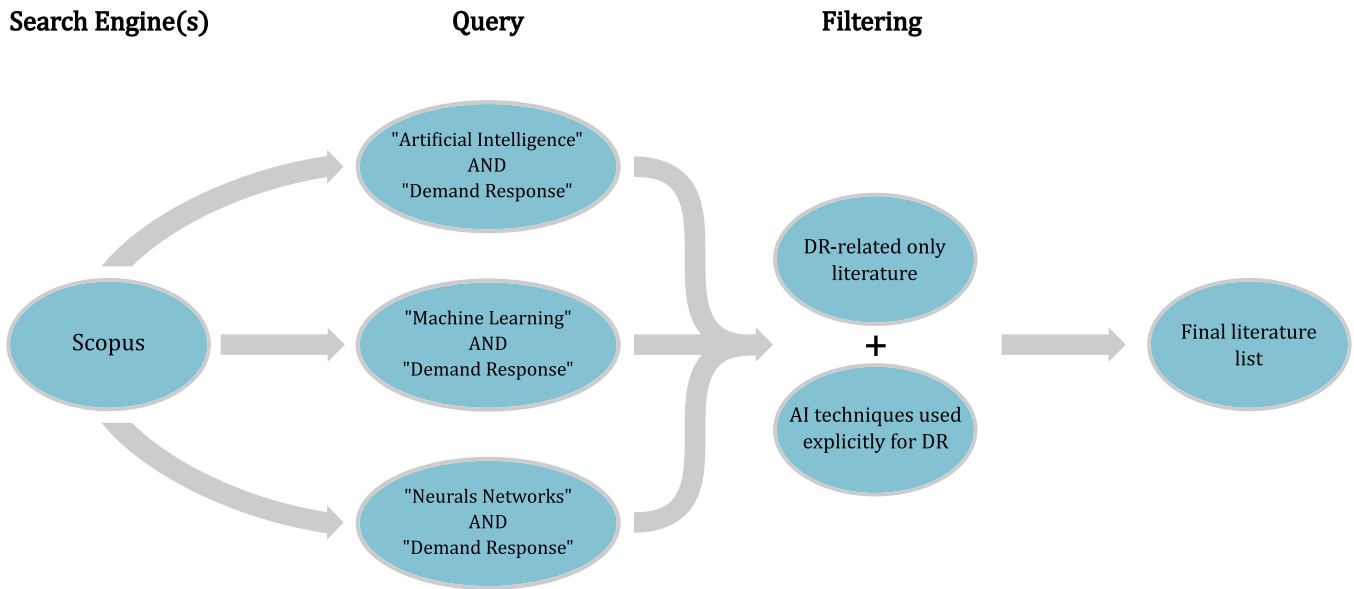 Search Engine(s)
Query
Filtering
Scopus
"Artificial Intelligence"
AND
"Demand Response"
"Machine Learning"
AND
"Demand Response"
"Neurals Networks"
AND
"Demand Response"
DR-related only
literature
+
AI techniques used
explicitly for DR
Final literature
list